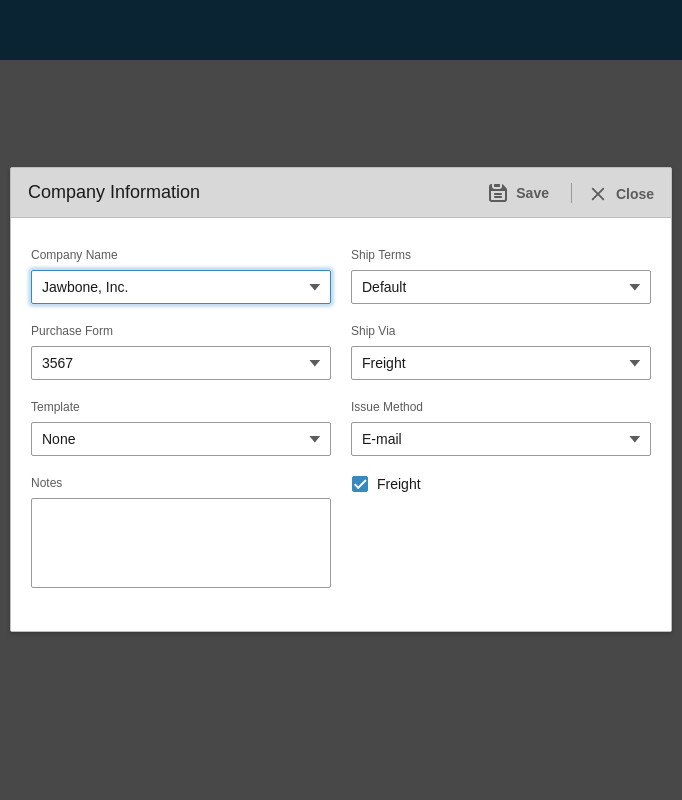 Company Information
Save
Close
Company Name
Jawbone, Inc.
Ship Terms
Default
Purchase Form
3567
Ship Via
Freight
Template
None
Issue Method
E-mail
Notes
Freight